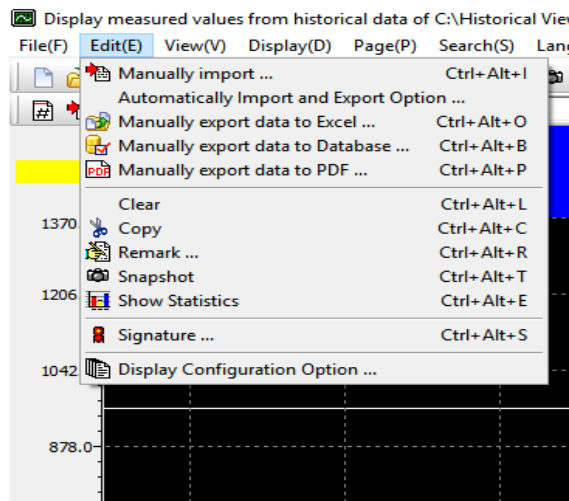 Display measured values from historical data of C:\Historical Vie
File(F) Edit(E) View(V) Display(D) Page(P) Search(S) Lan
Manually import ... Ctrl+Alt+I
Automatically Import and Export Option ...
Manually export data to Excel ... Ctrl+Alt+O
Manually export data to Database ... Ctrl+Alt+B
PDF Manually export data to PDF ... Ctrl+Alt+P
Clear Ctrl+Alt+L
1370. Copy Ctrl+Alt+C
Remark ... Ctrl+Alt+R
Snapshot Ctrl+Alt+T
1206. Show Statistics Ctrl+Alt+E
Signature ... Ctrl+Alt+S
1042. Display Configuration Option ...
878.0